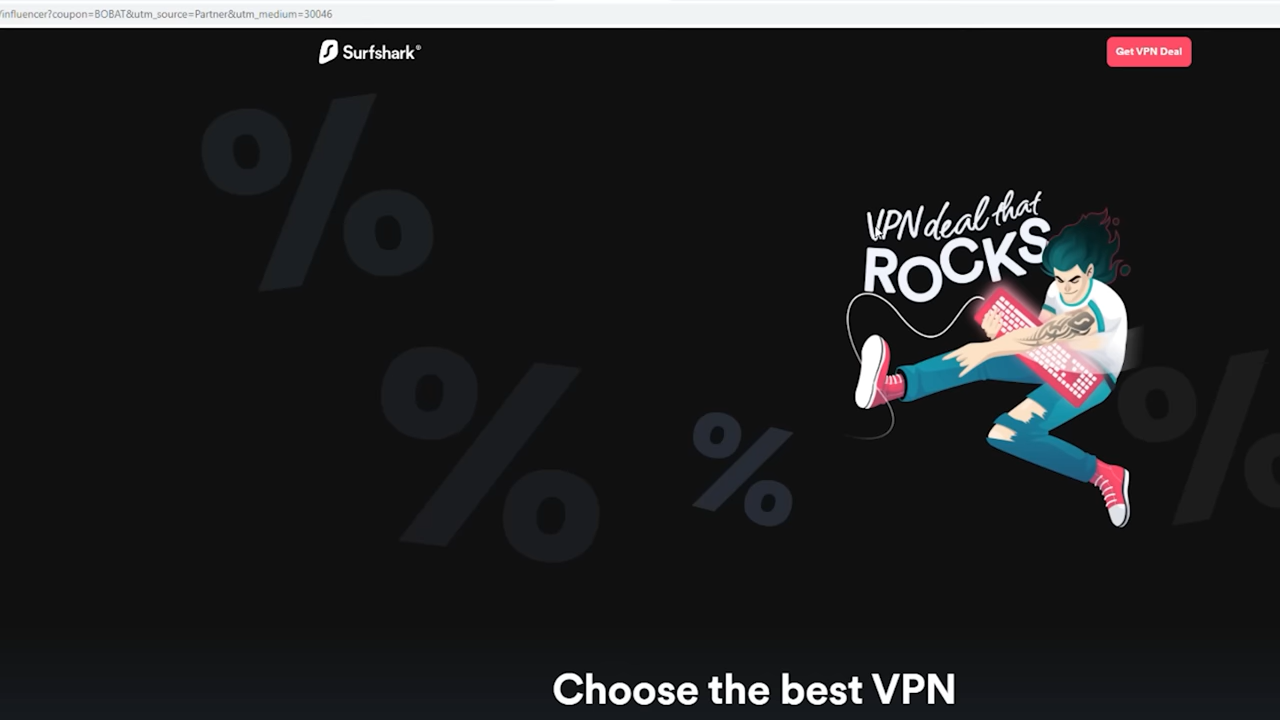 /influencer?coupon=BOBAT&utm_source=Partner&utm_medium=30046
Surfshark®
Get VPN Deal
VPN deal that
ROCKS
Choose the best VPN